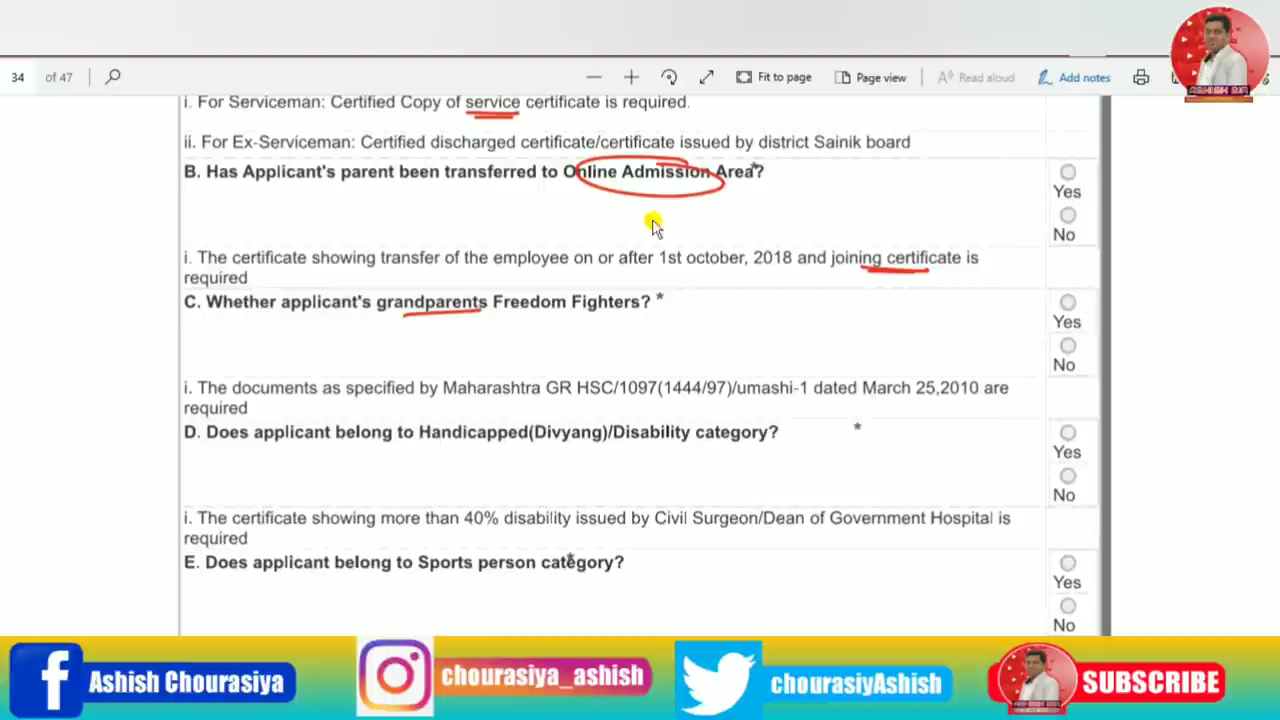 34 of 47 Fit to page Page view Read aloud Add notes
ASHISH SIR
i. For Serviceman: Certified Copy of service certificate is required.
ii. For Ex-Serviceman: Certified discharged certificate/certificate issued by district Sainik board
B. Has Applicant's parent been transferred to Online Admission Area*?
Yes
No
i. The certificate showing transfer of the employee on or after 1st october, 2018 and joining certificate is
required
C. Whether applicant's grandparents Freedom Fighters? *
Yes
No
i. The documents as specified by Maharashtra GR HSC/1097(1444/97)/umashi-1 dated March 25,2010 are
required
D. Does applicant belong to Handicapped(Divyang)/Disability category? *
Yes
No
i. The certificate showing more than 40% disability issued by Civil Surgeon/Dean of Government Hospital is
required
E. Does applicant belong to Sports person category? *
Yes
No
Ashish Chourasiya chourasiya_ashish chourasiyAshish SUBSCRIBE